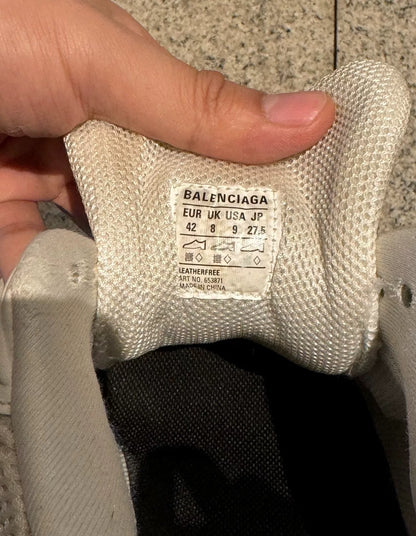 BALENCIAGA
EUR UK USA JP
42 8 9 27.5
LEATHERFREE
ART NO. 653871
MADE IN CHINA